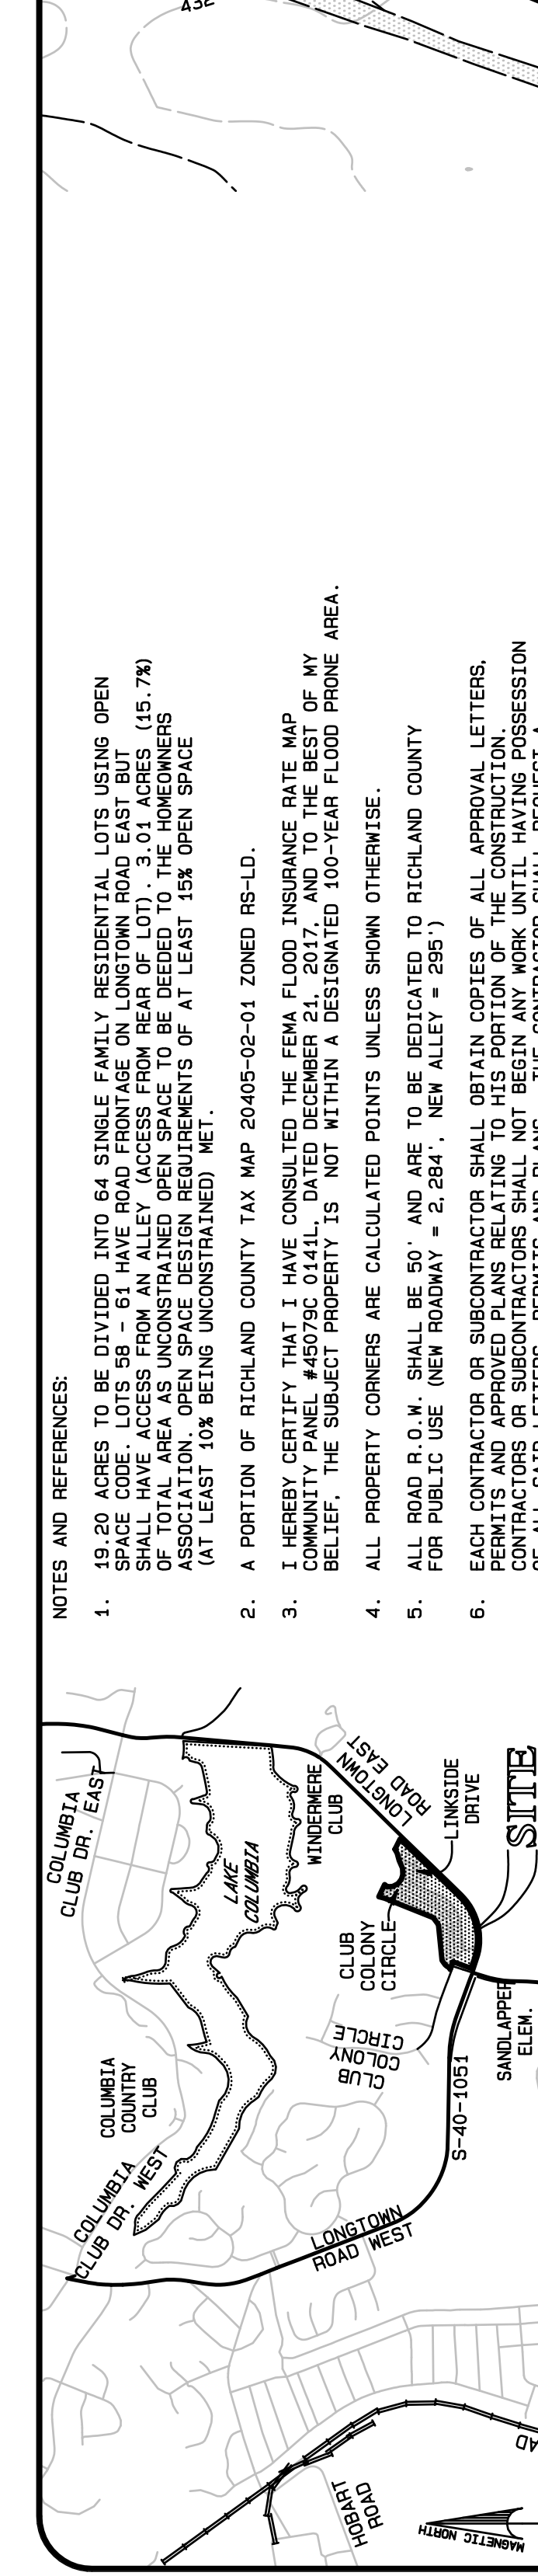 432
NOTES AND REFERENCES:
1. 19.20 ACRES TO BE DIVIDED INTO 64 SINGLE FAMILY RESIDENTIAL LOTS USING OPEN
SPACE CODE. LOTS 58 - 61 HAVE ROAD FRONTAGE ON LONGTOWN ROAD EAST BUT
SHALL HAVE ACCESS FROM AN ALLEY (ACCESS FROM REAR OF LOT). 3.01 ACRES (15.7%)
OF TOTAL AREA AS UNCONSTRAINED OPEN SPACE TO BE DEEDED TO THE HOMEOWNERS
ASSOCIATION. OPEN SPACE DESIGN REQUIREMENTS OF AT LEAST 15% OPEN SPACE
(AT LEAST 10% BEING UNCONSTRAINED) MET.
2. A PORTION OF RICHLAND COUNTY TAX MAP 20405-02-01 ZONED RS-LD.
3. I HEREBY CERTIFY THAT I HAVE CONSULTED THE FEMA FLOOD INSURANCE RATE MAP
COMMUNITY PANEL #45079C 0141L, DATED DECEMBER 21, 2017, AND TO THE BEST OF MY
BELIEF, THE SUBJECT PROPERTY IS NOT WITHIN A DESIGNATED 100-YEAR FLOOD PRONE AREA.
4. ALL PROPERTY CORNERS ARE CALCULATED POINTS UNLESS SHOWN OTHERWISE.
5. ALL ROAD R.O.W. SHALL BE 50' AND ARE TO BE DEDICATED TO RICHLAND COUNTY
FOR PUBLIC USE (NEW ROADWAY = 2,284', NEW ALLEY = 295')
6. EACH CONTRACTOR OR SUBCONTRACTOR SHALL OBTAIN COPIES OF ALL APPROVAL LETTERS,
PERMITS AND APPROVED PLANS RELATING TO HIS PORTION OF THE CONSTRUCTION.
CONTRACTORS OR SUBCONTRACTORS SHALL NOT BEGIN ANY WORK UNTIL HAVING POSSESSION
OF ALL SAID LETTERS, PERMITS AND PLANS. THE CONTRACTOR SHALL REQUEST A
COLUMBIA
CLUB DR. EAST
LAKE
COLUMBIA
WINDERMERE
CLUB
LONGTOWN
ROAD EAST
LINKSIDE
DRIVE
SITE
CLUB
COLONY
CIRCLE
CLUB
COLONY
CIRCLE
SANDLAPPER
ELEM.
COLUMBIA
COUNTRY
CLUB
COLUMBIA
CLUB DR. WEST
S-40-1051
LONGTOWN
ROAD WEST
HOBART
ROAD
MAGNETIC NORTH